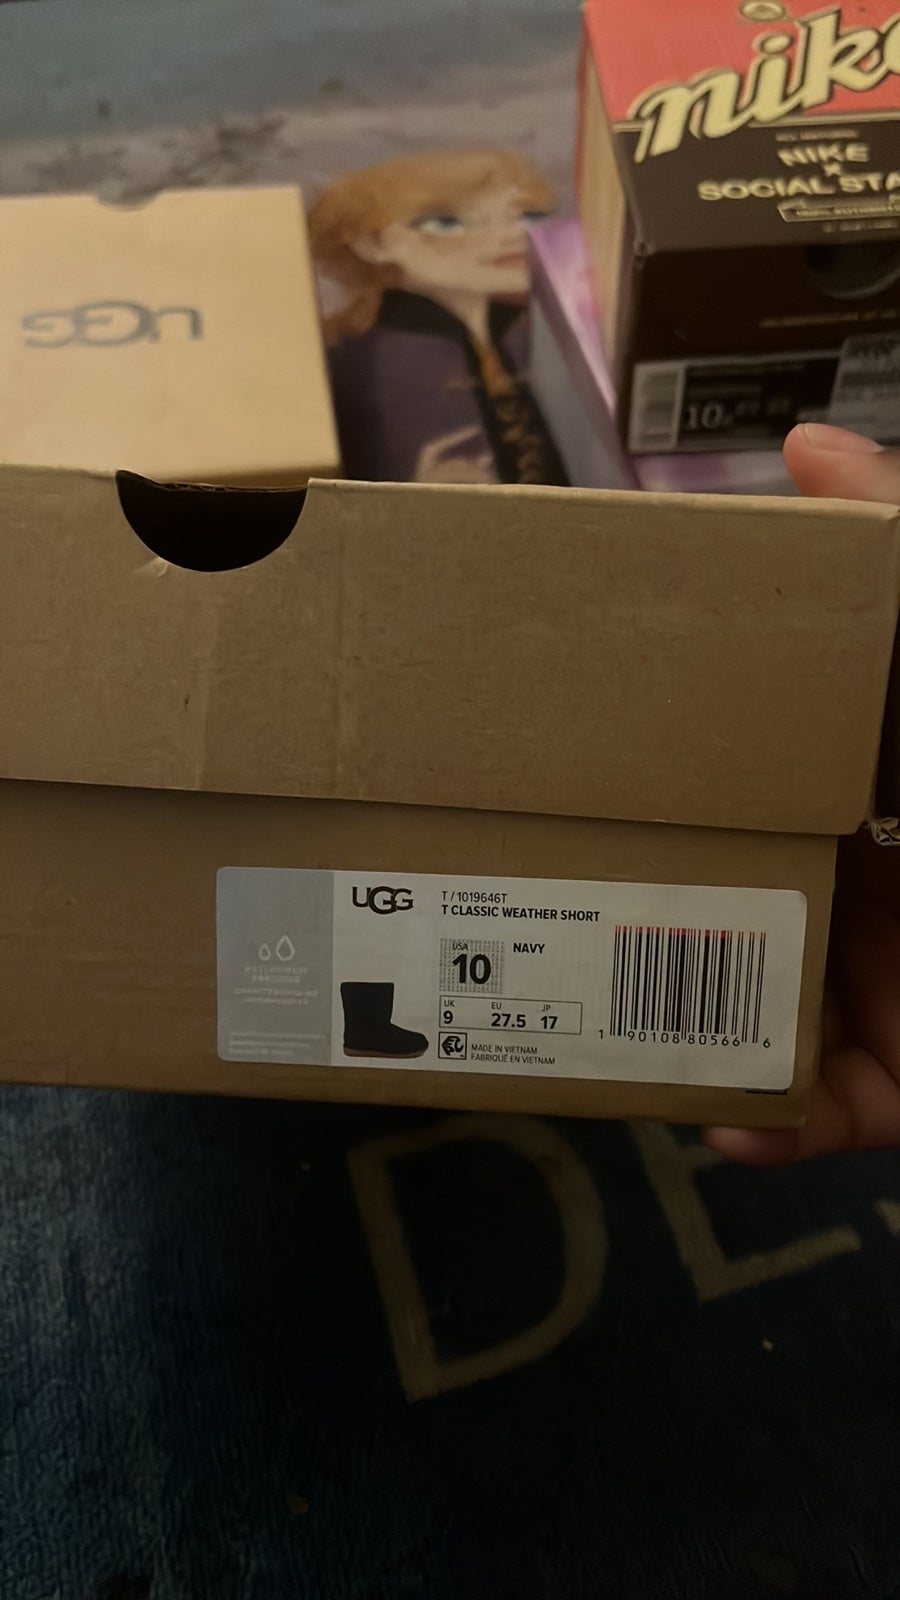 nike
NIKE
X
SOCIAL STA
UGG
10
UGG
T / 1019646T
T CLASSIC WEATHER SHORT
USA
10
NAVY
UK
9
EU
27.5
JP
17
MADE IN VIETNAM
FABRIQUÉ EN VIETNAM
1 90108 80566 6
DE